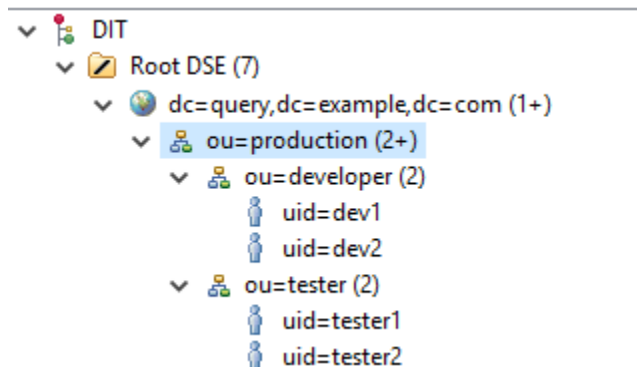 DIT
Root DSE (7)
dc=query,dc=example,dc=com (1+)
ou=production (2+)
ou=developer (2)
uid=dev1
uid=dev2
ou=tester (2)
uid=tester1
uid=tester2